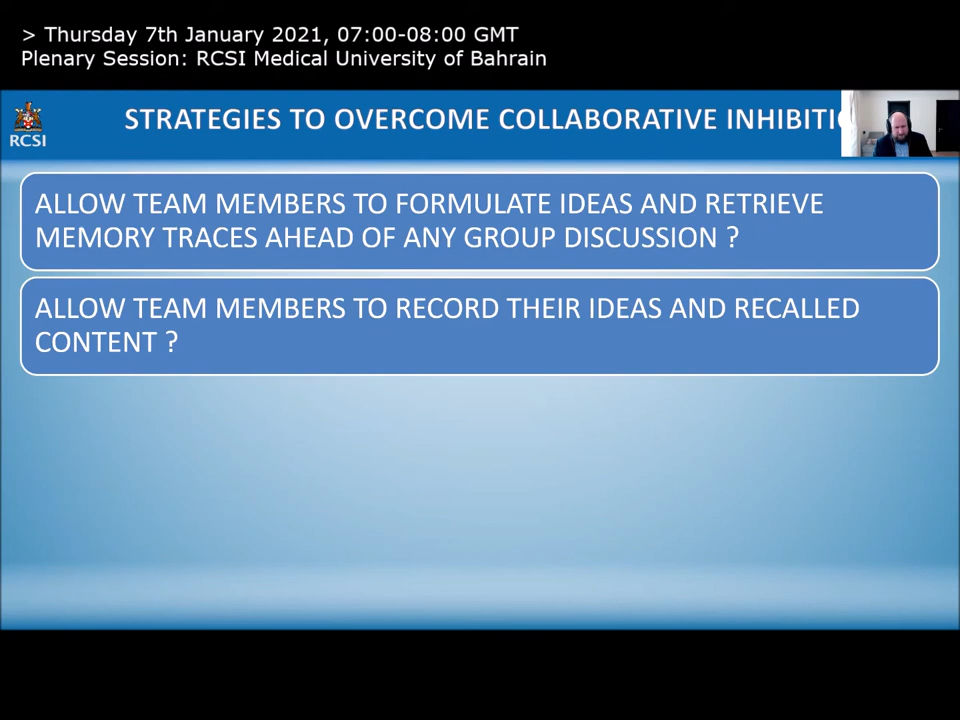 > Thursday 7th January 2021, 07:00-08:00 GMT
Plenary Session: RCSI Medical University of Bahrain
RCSI
STRATEGIES TO OVERCOME COLLABORATIVE INHIBITIO
ALLOW TEAM MEMBERS TO FORMULATE IDEAS AND RETRIEVE
MEMORY TRACES AHEAD OF ANY GROUP DISCUSSION ?
ALLOW TEAM MEMBERS TO RECORD THEIR IDEAS AND RECALLED
CONTENT ?